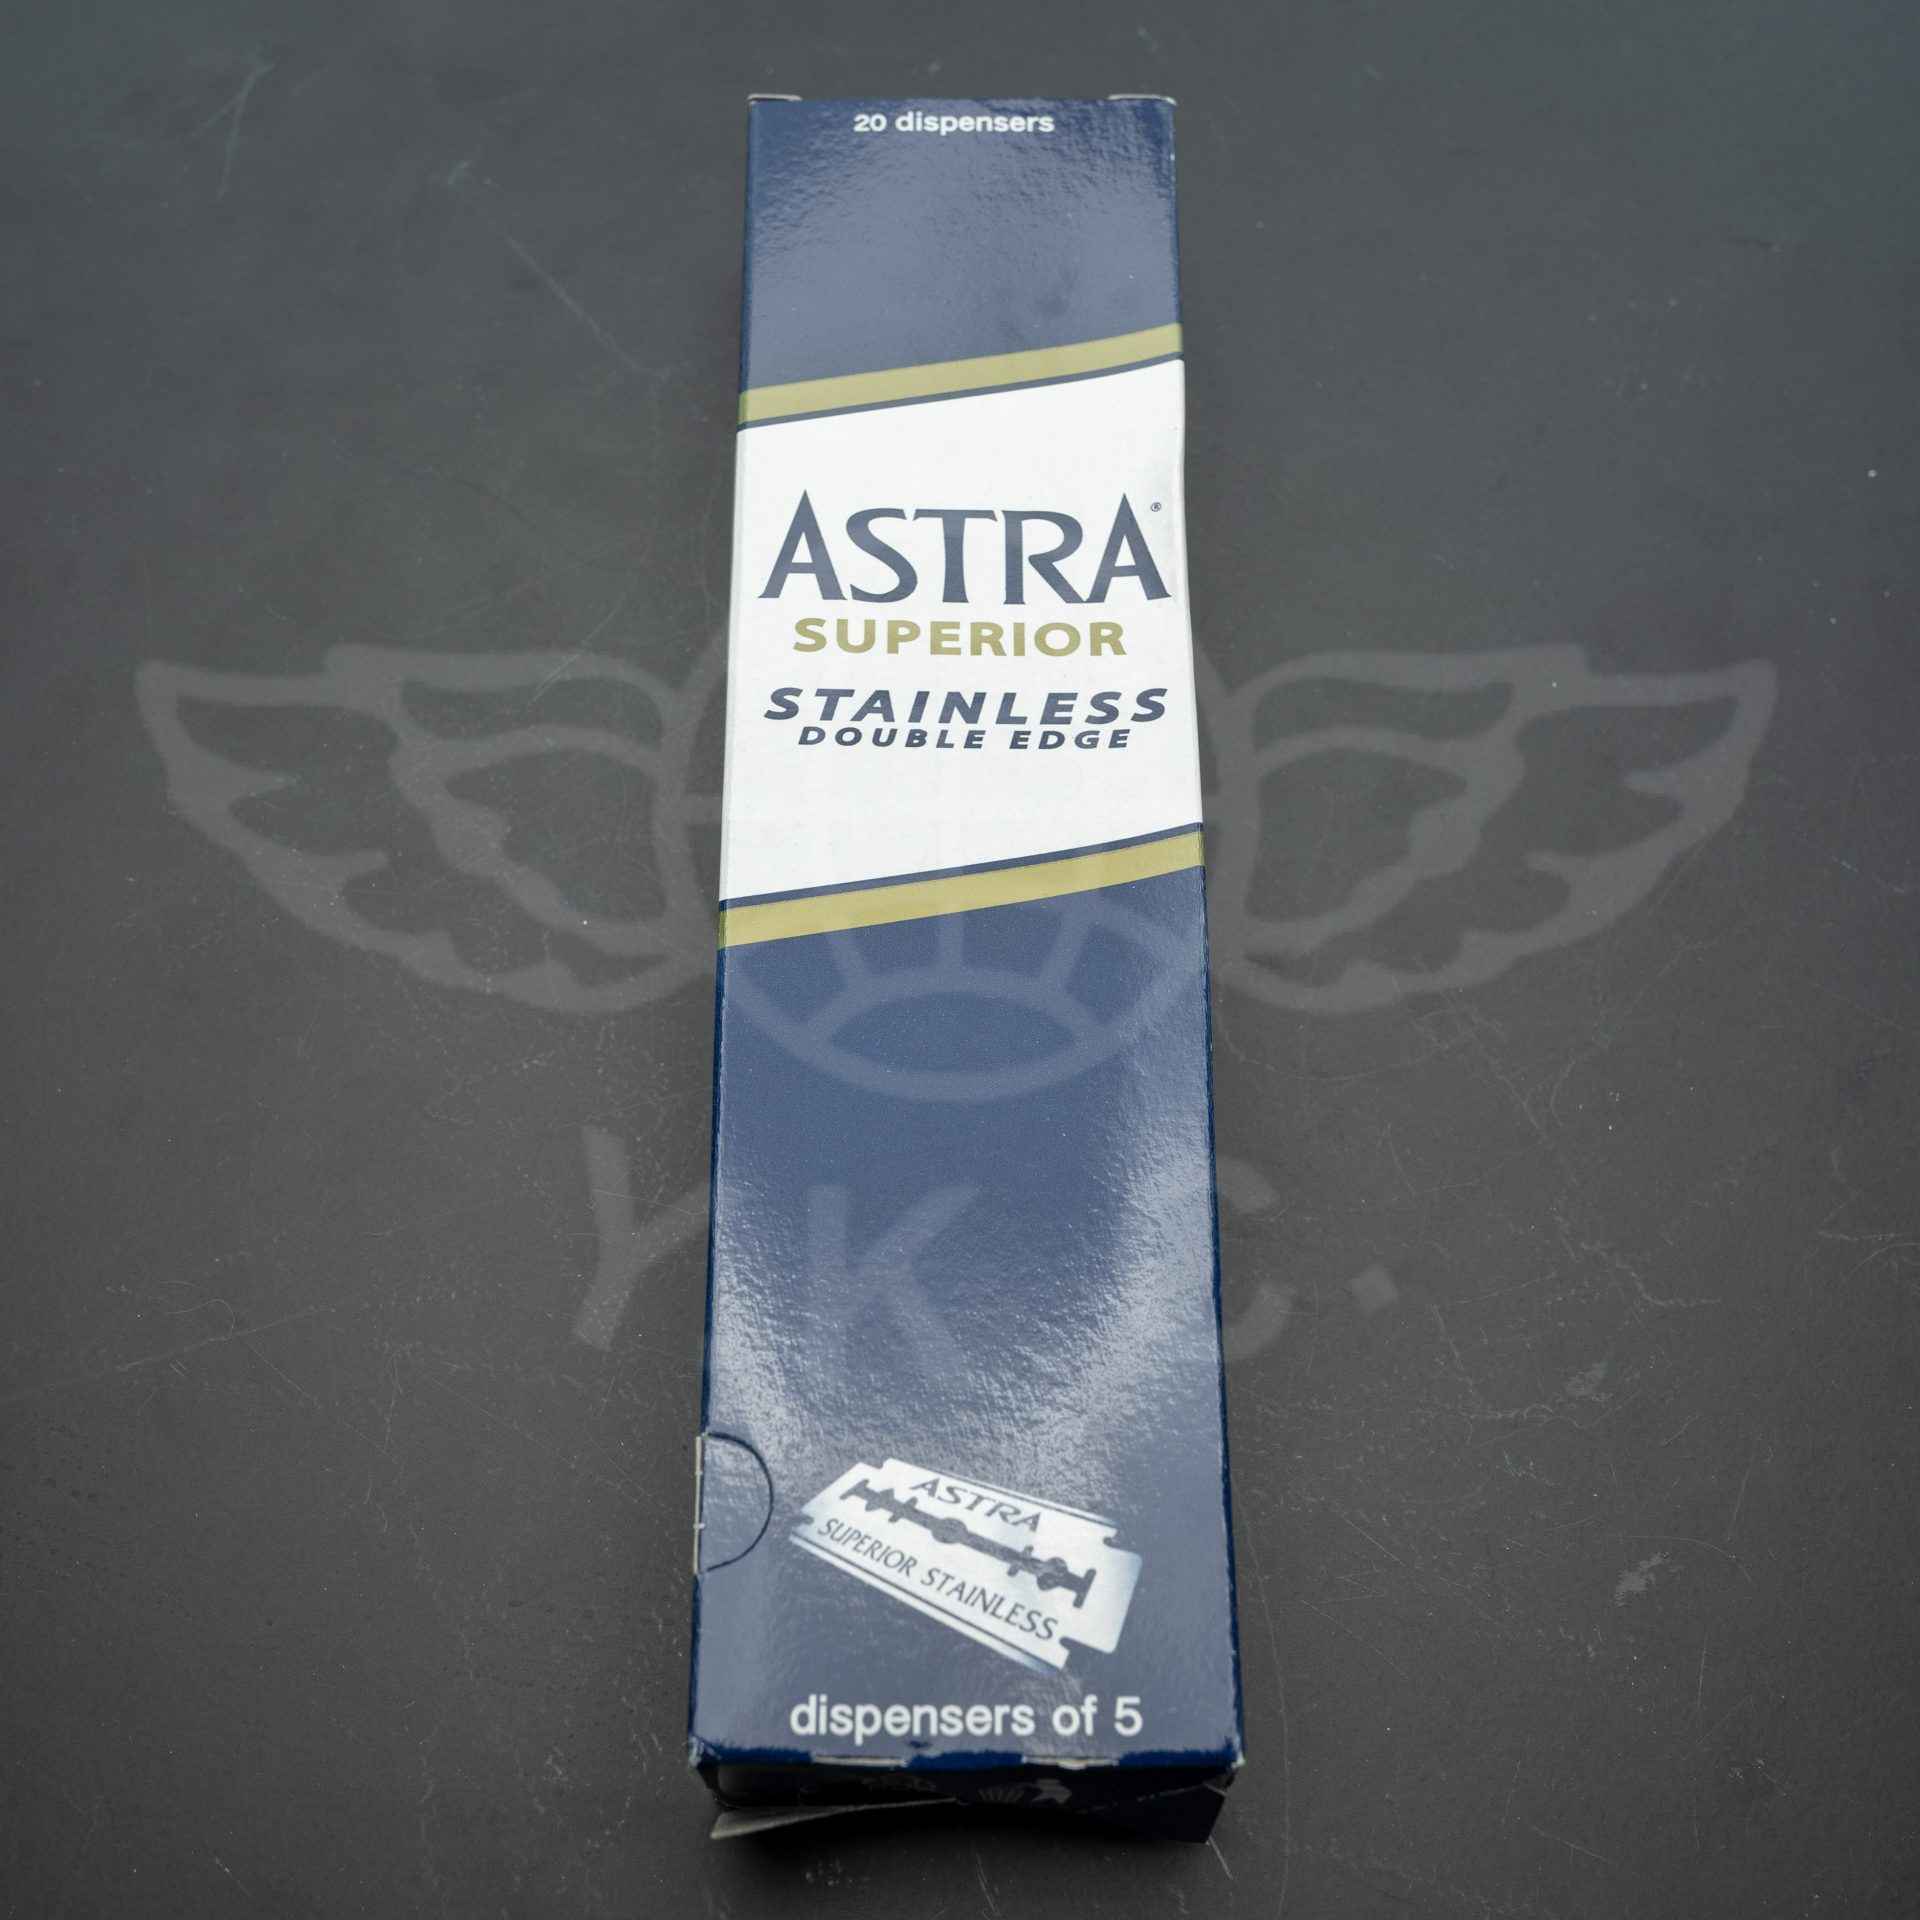 20 dispensers
ASTRA®
SUPERIOR
STAINLESS
DOUBLE EDGE
Y K C.
ASTRA
SUPERIOR STAINLESS
dispensers of 5